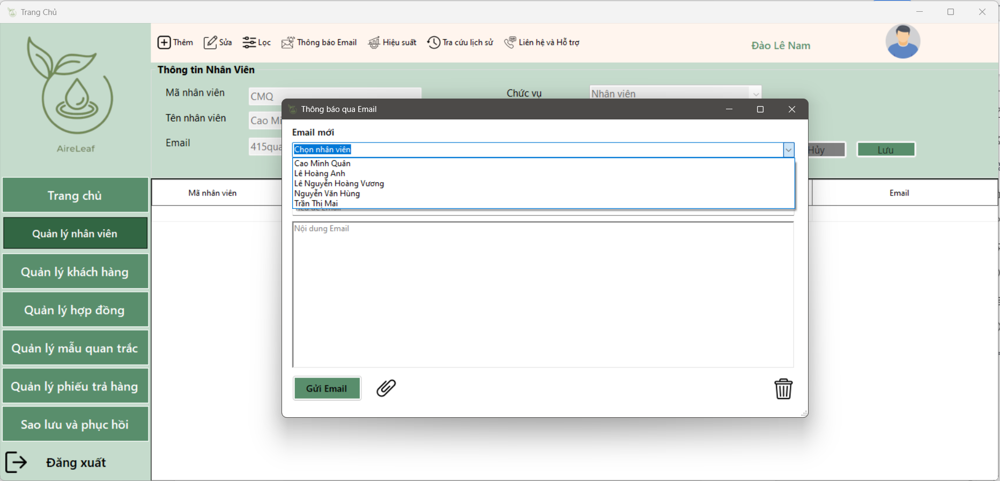 Trang Chủ
AireLeaf
Thêm
Sửa
Lọc
Thông báo Email
Hiệu suất
Tra cứu lịch sử
Liên hệ và Hỗ trợ
Đào Lê Nam
Thông tin Nhân Viên
Mã nhân viên
CMQ
Chức vụ
Nhân viên
Tên nhân viên
Cao
Email
415qua
Hủy
Lưu
Trang chủ
Quản lý nhân viên
Quản lý khách hàng
Quản lý hợp đồng
Quản lý mẫu quan trắc
Quản lý phiếu trả hàng
Sao lưu và phục hồi
Đăng xuất
Mã nhân viên
Email
Thông báo qua Email
Email mới
Chọn nhân viên
Cao Minh Quân
Lê Hoàng Anh
Lê Nguyễn Hoàng Vương
Nguyễn Văn Hùng
Trần Thị Mai
Nội dung Email
Gửi Email